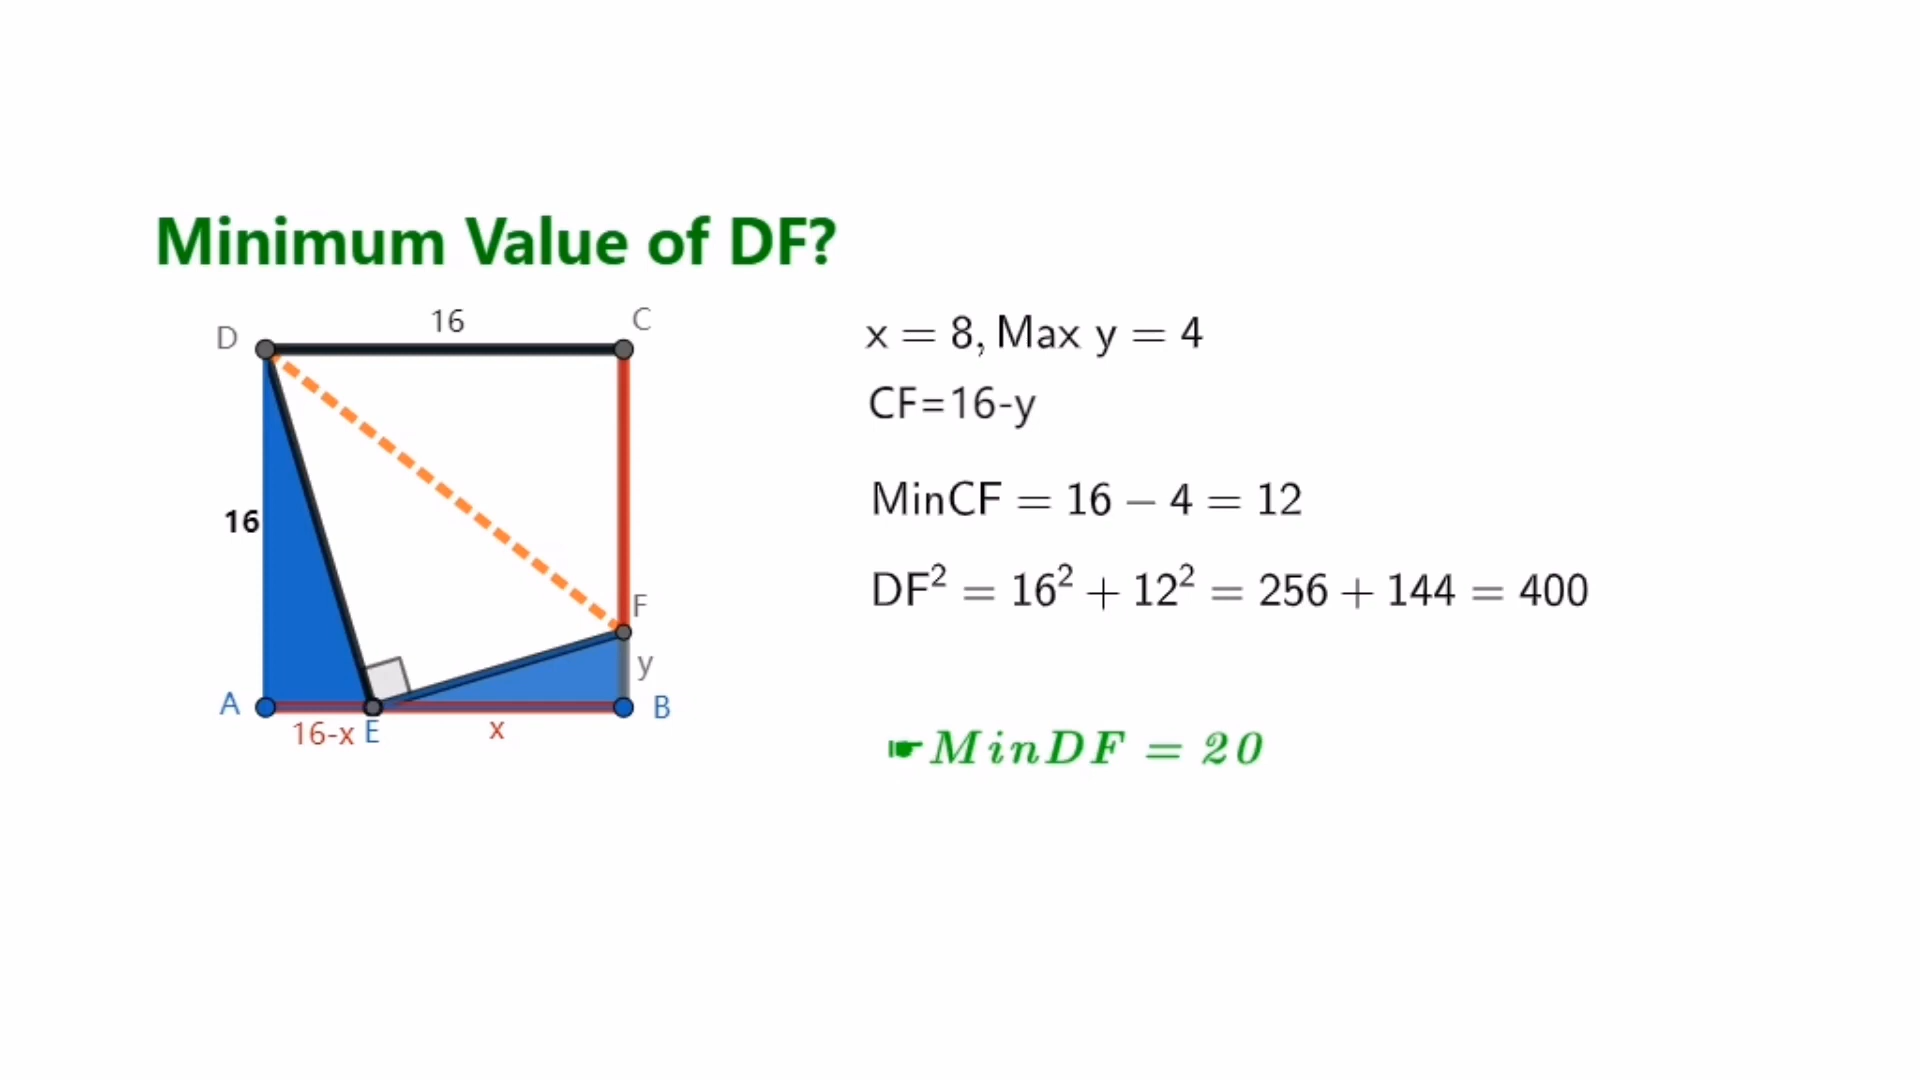 Minimum Value of DF?
D
16
C
16
F
y
A
16-x
E
x
B
x = 8, Max y = 4
CF=16-y
MinCF = 16 − 4 = 12
DF² = 16² + 12² = 256 + 144 = 400
☛MinDF = 20